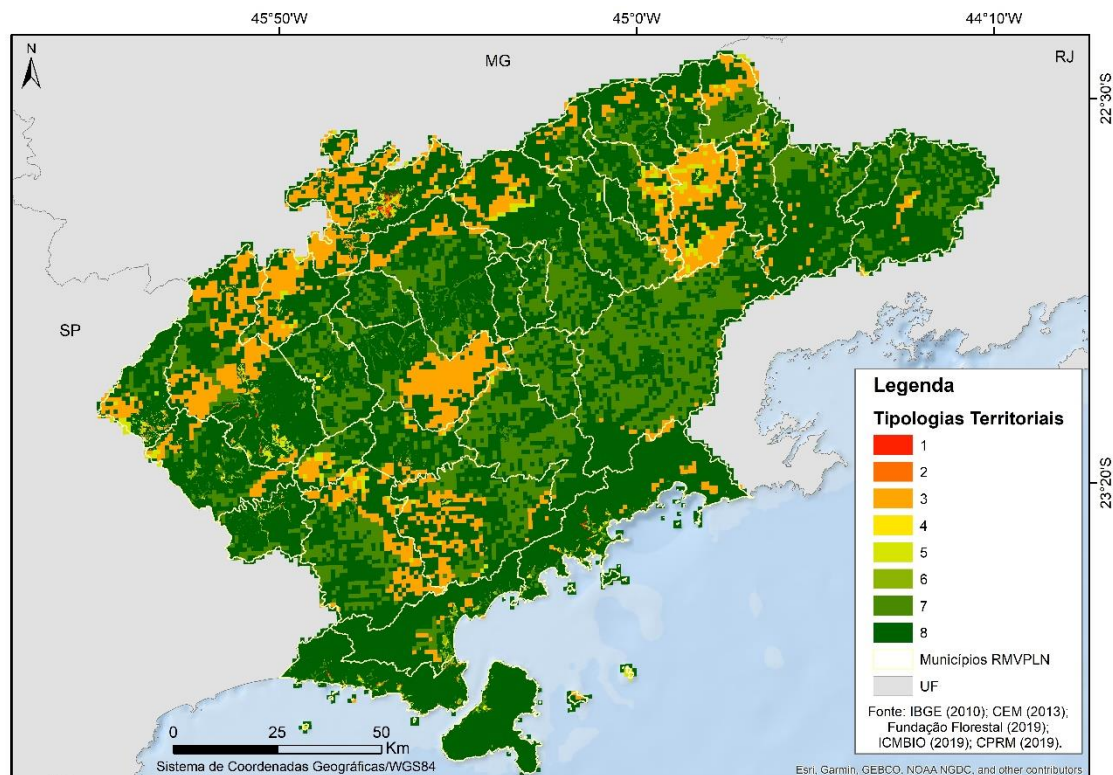 45°50'W
45°0'W
44°10'W
N
MG
RJ
22°30'S
SP
Legenda
Tipologias Territoriais
1
2
3
4
5
6
7
8
Municípios RMVPLN
UF
Fonte: IBGE (2010); CEM (2013);
Fundação Florestal (2019);
ICMBIO (2019); CPRM (2019).
23°20'S
0
25
50
Km
Sistema de Coordenadas Geográficas/WGS84
Esri, Garmin, GEBCO, NOAA NGDC, and other contributors